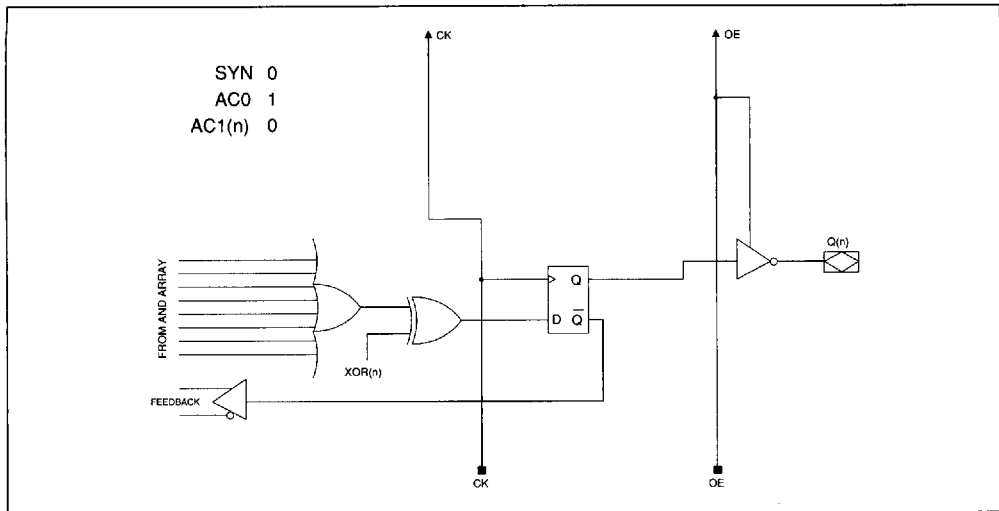 CK
OE
SYN 0
AC0 1
AC1(n) 0
Q(n)
FROM AND ARRAY
Q
D Q̅
XOR(n)
FEEDBACK
CK
OE